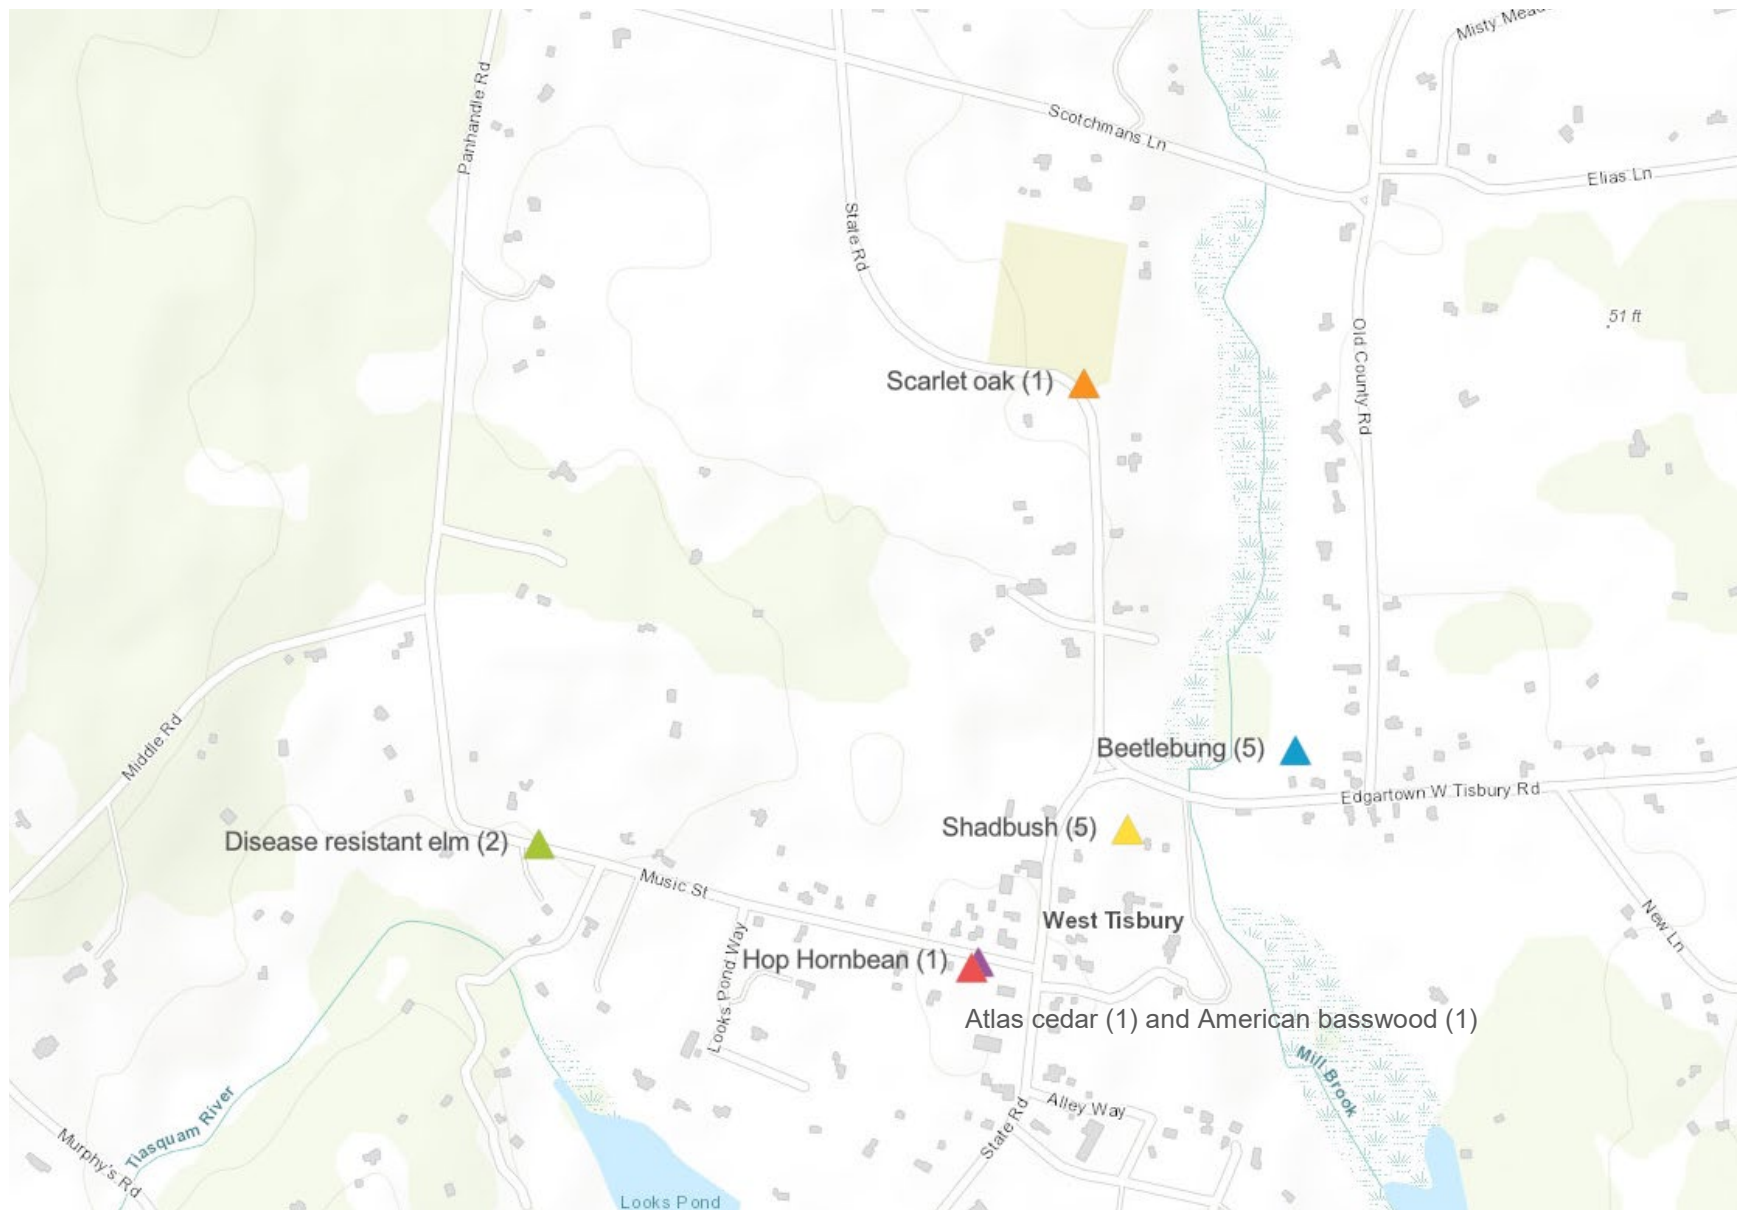 Misty Mead
Panhandle Rd
Scotchmans Ln
Elias Ln
State Rd
51 ft
Old County Rd
Scarlet oak (1)
Middle Rd
Beetlebung (5)
Edgartown W Tisbury Rd
Shadbush (5)
Disease resistant elm (2)
Music St
West Tisbury
New Ln
Looks Pond Way
Hop Hornbean (1)
Atlas cedar (1) and American basswood (1)
Mill Brook
Tiasquam River
Alley Way
State Rd
Murphy's Rd
Looks Pond